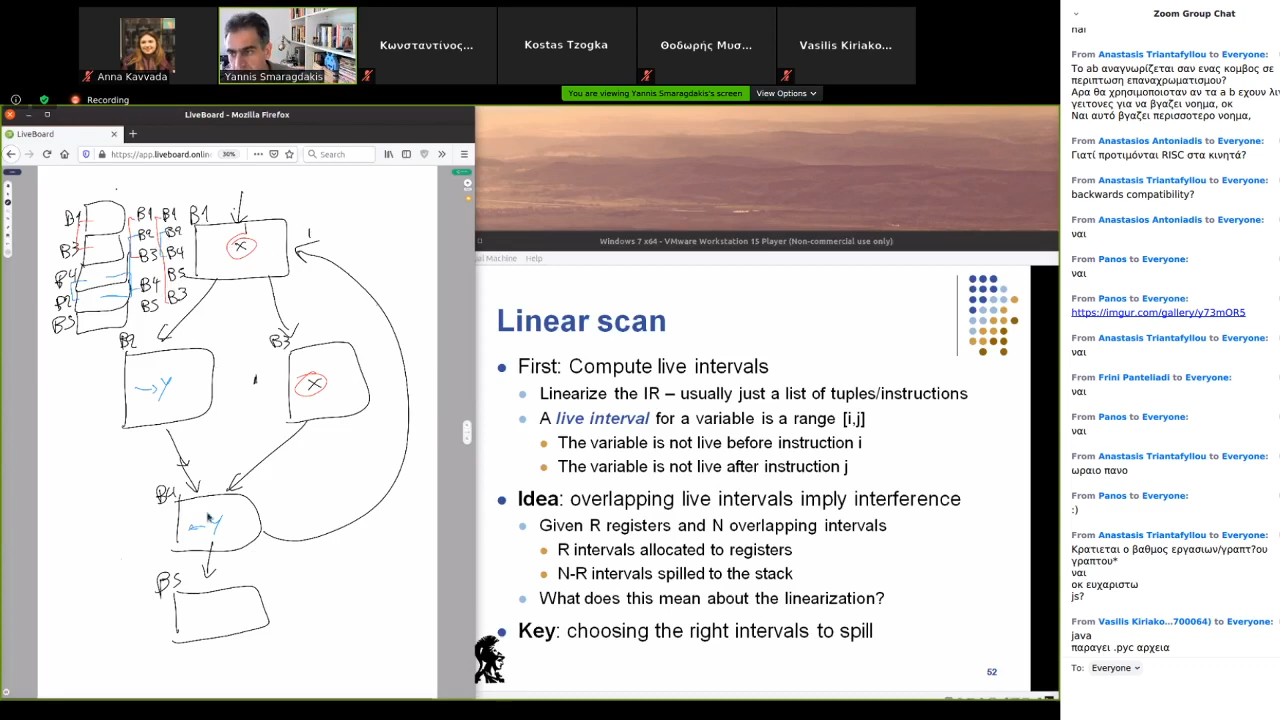 Anna Kavvada
Yannis Smaragdakis
Κωνσταντίνος...
Kostas Tzogka
Θοδωρής Μυσ...
Vasilis Kiriako...
Recording
You are viewing Yannis Smaragdakis's screen
View Options
LiveBoard - Mozilla Firefox
LiveBoard
https://app.liveboard.onlin
30%
Search
B1
B3
B4
B2
B5
B1
B2
B3
B4
B5
B1
B2
B4
B5
B3
B1
X
B2
Y
B3
X
B4
Y
B5
Windows 7 x64 - VMware Workstation 15 Player (Non-commercial use only)
ual Machine Help
Linear scan
First: Compute live intervals
Linearize the IR – usually just a list of tuples/instructions
A live interval for a variable is a range [i,j]
The variable is not live before instruction i
The variable is not live after instruction j
Idea: overlapping live intervals imply interference
Given R registers and N overlapping intervals
R intervals allocated to registers
N-R intervals spilled to the stack
What does this mean about the linearization?
Key: choosing the right intervals to spill
52
Zoom Group Chat
ναι
From Anastasis Triantafyllou to Everyone:
Το ab αναγνωρίζεται σαν ενας κομβος σε
περιπτωση επαναχρωματισμου?
Αρα θα χρησιμοποιοταν αν τα a b εχουν λι
γειτονες για να βγαζει νοημα, οκ
Ναι αυτό βγαζει περισσοτερο νοημα,
From Anastasios Antoniadis to Everyone:
Γιατί προτιμόνται RISC στα κινητά?
From Anastasis Triantafyllou to Everyone:
backwards compatibility?
From Anastasios Antoniadis to Everyone:
ναι
From Panos to Everyone:
ναι
From Panos to Everyone:
https://imgur.com/gallery/y73mOR5
From Anastasis Triantafyllou to Everyone:
ναι
From Frini Panteliadi to Everyone:
ναι
From Panos to Everyone:
ναι
From Anastasis Triantafyllou to Everyone:
ωραιο πανο
From Panos to Everyone:
:)
From Anastasis Triantafyllou to Everyone:
Κρατιεται ο βαθμος εργασιων/γραπτ?ου
γραπτου*
ναι
οκ ευχαριστω
js?
From Vasilis Kiriako...700064) to Everyone:
java
παραγει .pyc αρχεια
To: Everyone